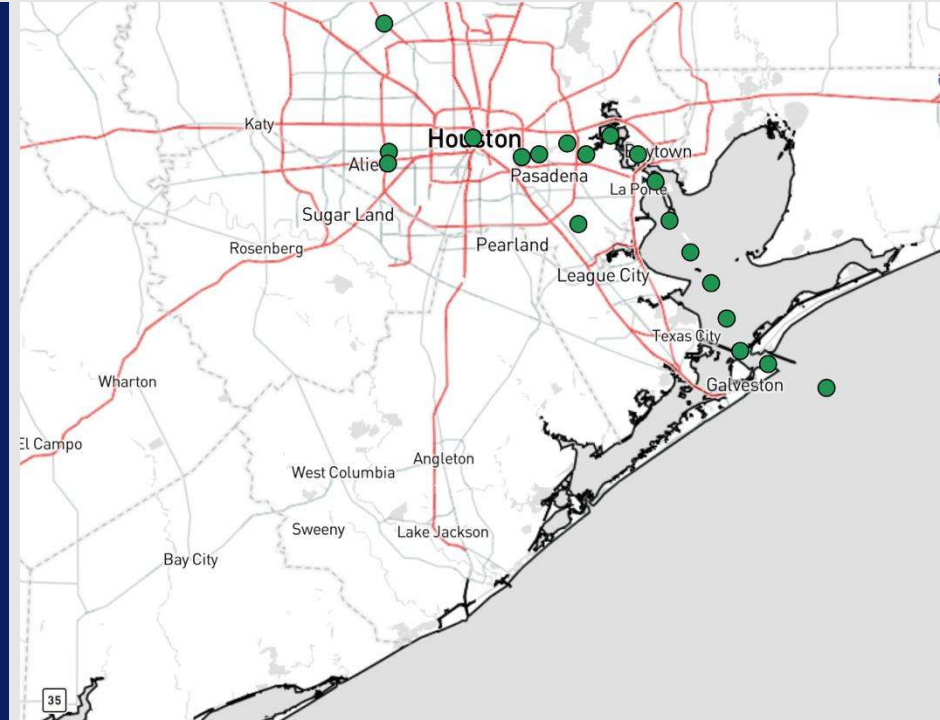 Katy
Houston
Baytown
Alie
Pasadena
La Porte
Sugar Land
Rosenberg
Pearland
League City
Texas City
Wharton
Galveston
El Campo
Angleton
West Columbia
Sweeny
Lake Jackson
Bay City
35